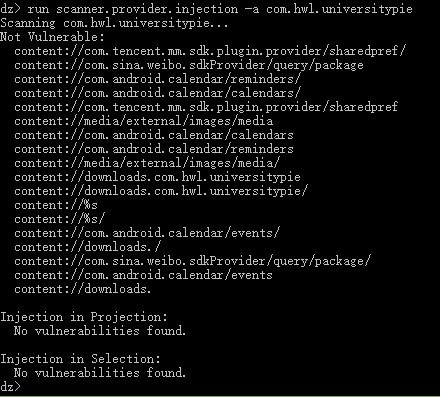 dz> run scanner.provider.injection -a com.hwl.universitypie
Scanning com.hwl.universitypie...
Not Vulnerable:
content://com.tencent.mm.sdk.plugin.provider/sharedpref/
content://com.sina.weibo.sdkProvider/query/package
content://com.android.calendar/reminders/
content://com.android.calendar/calendars/
content://com.tencent.mm.sdk.plugin.provider/sharedpref
content://media/external/images/media
content://com.android.calendar/calendars
content://com.android.calendar/reminders
content://media/external/images/media/
content://downloads.com.hwl.universitypie
content://downloads.com.hwl.universitypie/
content://%s
content://%s/
content://com.android.calendar/events/
content://downloads./
content://com.sina.weibo.sdkProvider/query/package/
content://com.android.calendar/events
content://downloads.
Injection in Projection:
No vulnerabilities found.
Injection in Selection:
No vulnerabilities found.
dz>